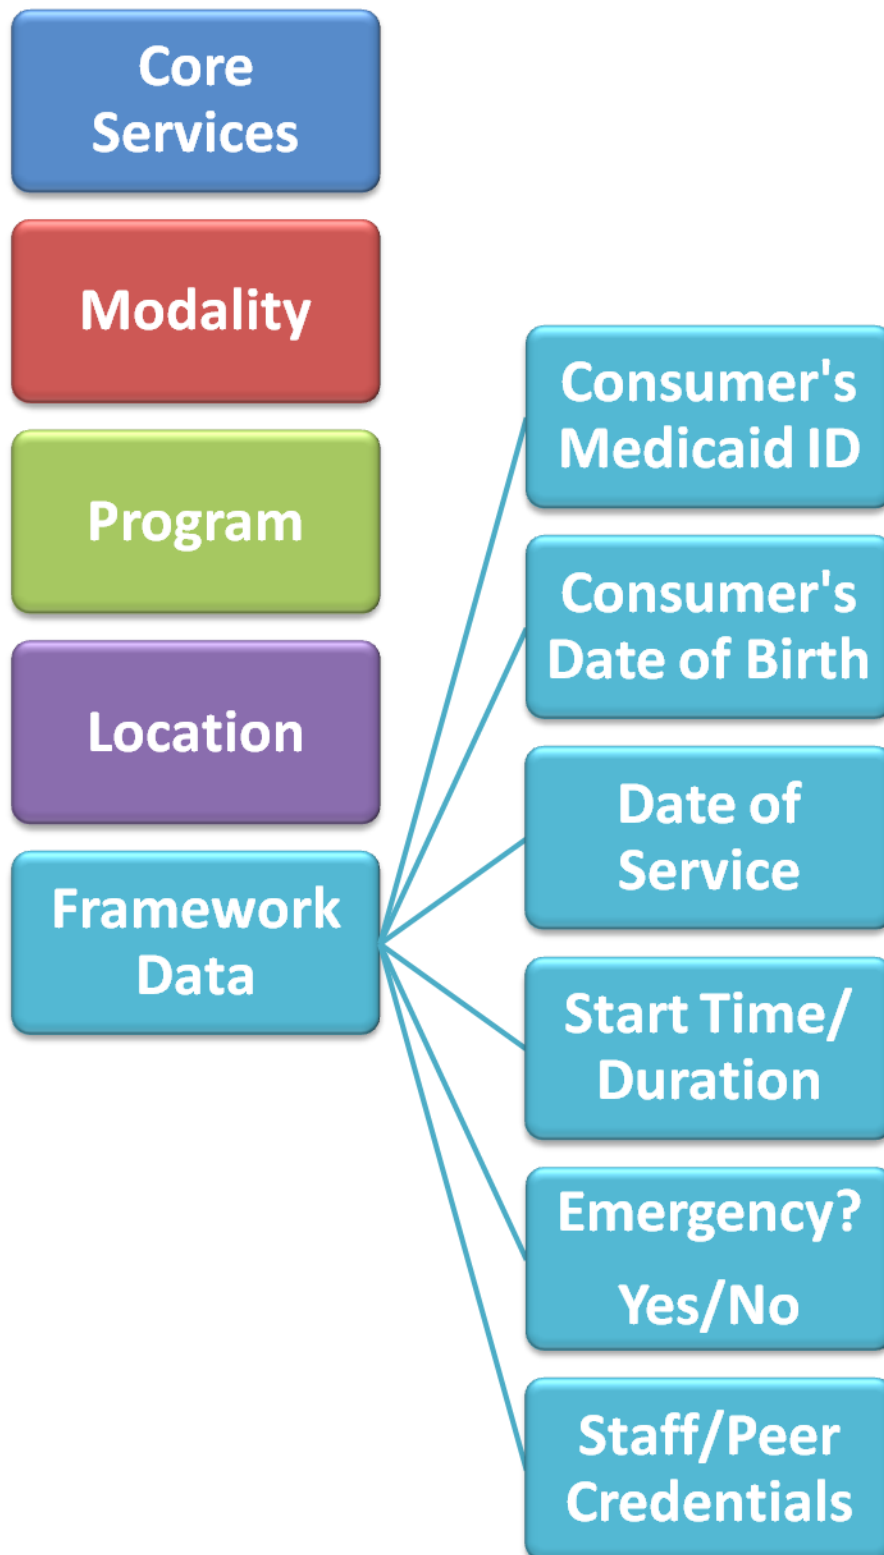 Core
Services
Modality
Program
Location
Framework
Data
Consumer's
Medicaid ID
Consumer's
Date of Birth
Date of
Service
Start Time/
Duration
Emergency?
Yes/No
Staff/Peer
Credentials